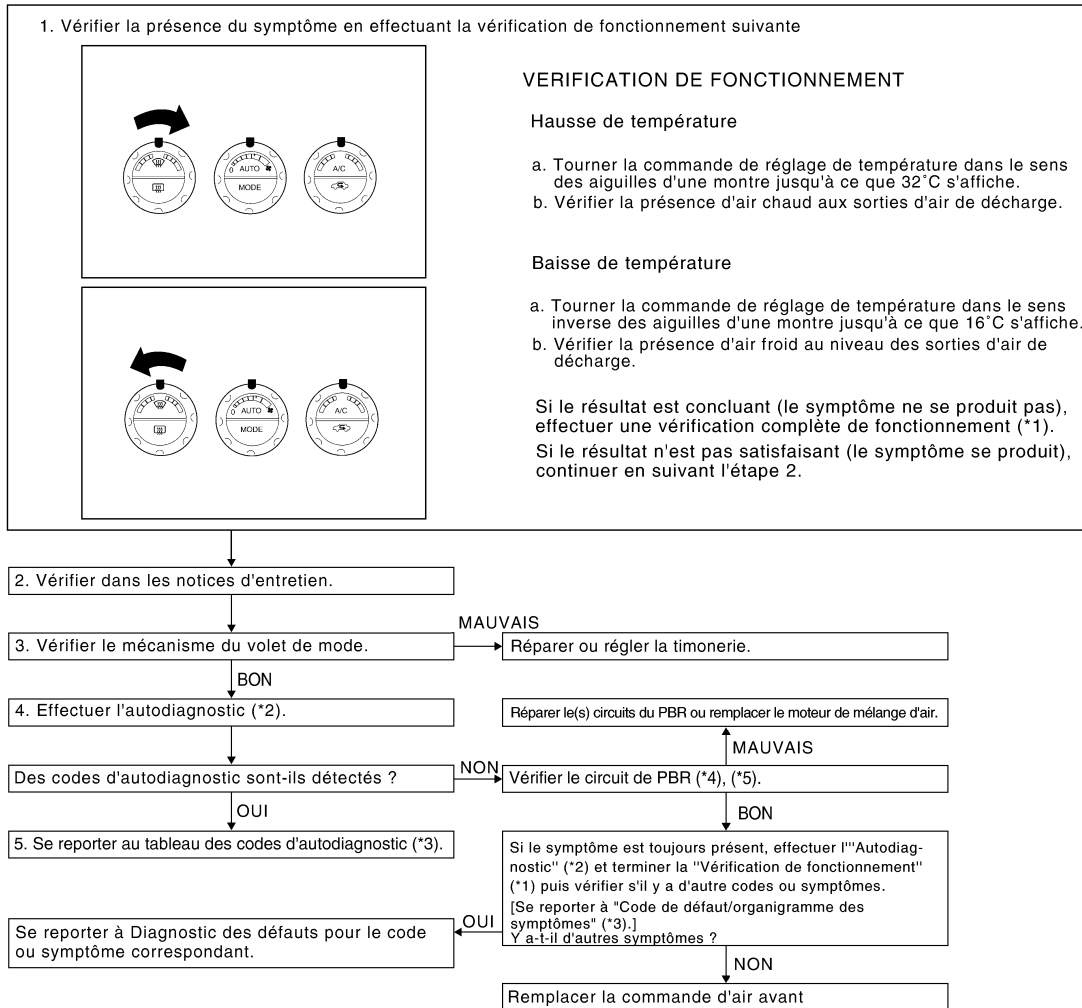 1. Vérifier la présence du symptôme en effectuant la vérification de fonctionnement suivante
AUTO
MODE
A/C
0
VERIFICATION DE FONCTIONNEMENT
Hausse de température
a. Tourner la commande de réglage de température dans le sens
des aiguilles d'une montre jusqu'à ce que 32°C s'affiche.
b. Vérifier la présence d'air chaud aux sorties d'air de décharge.
Baisse de température
a. Tourner la commande de réglage de température dans le sens
inverse des aiguilles d'une montre jusqu'à ce que 16°C s'affiche.
b. Vérifier la présence d'air froid au niveau des sorties d'air de
décharge.
0
AUTO
MODE
A/C
Si le résultat est concluant (le symptôme ne se produit pas),
effectuer une vérification complète de fonctionnement (*1).
Si le résultat n'est pas satisfaisant (le symptôme se produit),
continuer en suivant l'étape 2.
2. Vérifier dans les notices d'entretien.
3. Vérifier le mécanisme du volet de mode.
MAUVAIS
Réparer ou régler la timonerie.
BON
4. Effectuer l'autodiagnostic (*2).
Réparer le(s) circuits du PBR ou remplacer le moteur de mélange d'air.
MAUVAIS
Des codes d'autodiagnostic sont-ils détectés ?
NON
Vérifier le circuit de PBR (*4), (*5).
OUI
BON
5. Se reporter au tableau des codes d'autodiagnostic (*3).
Si le symptôme est toujours présent, effectuer l'"Autodiag-
nostic" (*2) et terminer la "Vérification de fonctionnement"
(*1) puis vérifier s'il y a d'autre codes ou symptômes.
[Se reporter à "Code de défaut/organigramme des
symptômes" (*3).]
Y a-t-il d'autres symptômes ?
OUI
Se reporter à Diagnostic des défauts pour le code
ou symptôme correspondant.
NON
Remplacer la commande d'air avant